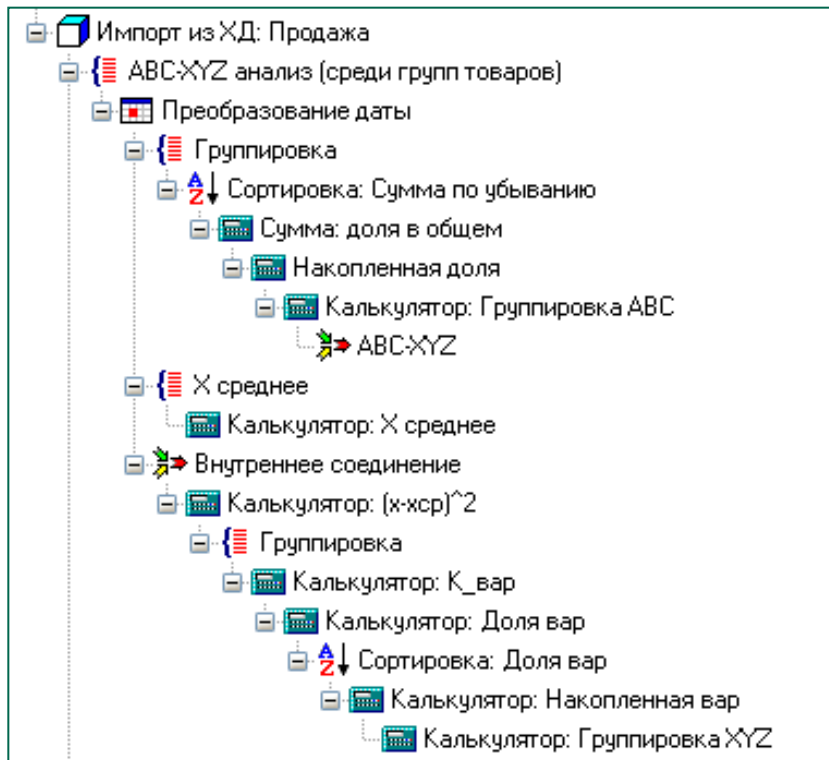 Импорт из ХД: Продажа
ABC-XYZ анализ (среди групп товаров)
Преобразование даты
Группировка
Сортировка: Сумма по убыванию
Сумма: доля в общем
Накопленная доля
Калькулятор: Группировка ABC
ABC-XYZ
X среднее
Калькулятор: X среднее
Внутреннее соединение
Калькулятор: (x-xср)^2
Группировка
Калькулятор: К_вар
Калькулятор: Доля вар
Сортировка: Доля вар
Калькулятор: Накопленная вар
Калькулятор: Группировка XYZ